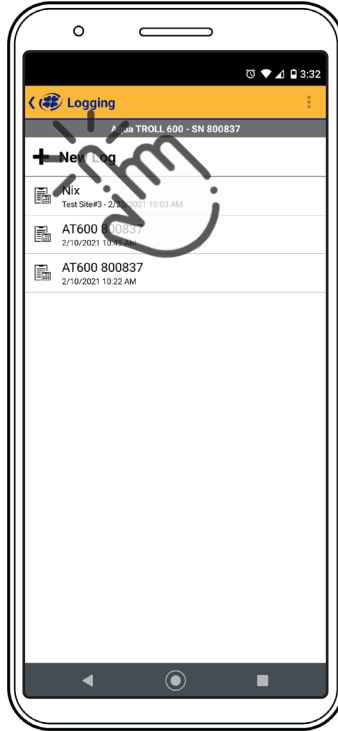 3:32
Logging
Aqua TROLL 600 - SN 800837
New Log
Nix
Test Site#3 - 2/23/2021 10:03 AM
AT600 800837
2/10/2021 10:45 AM
AT600 800837
2/10/2021 10:22 AM